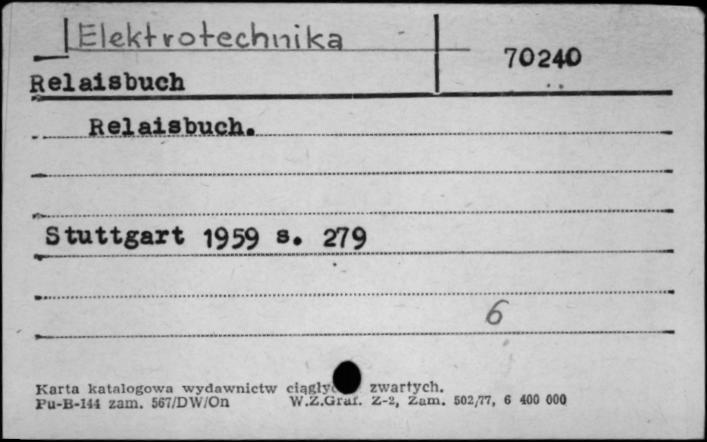 Elektrotechnika
70240
Relaisbuch
Relaisbuch.
Stuttgart 1959 s. 279
6
Karta katalogowa wydawnictw zwartych.
Pu-B-144 zam. 567/DW/On W.Z.Graf. Z-2, Zam. 502/77, 6 400 000